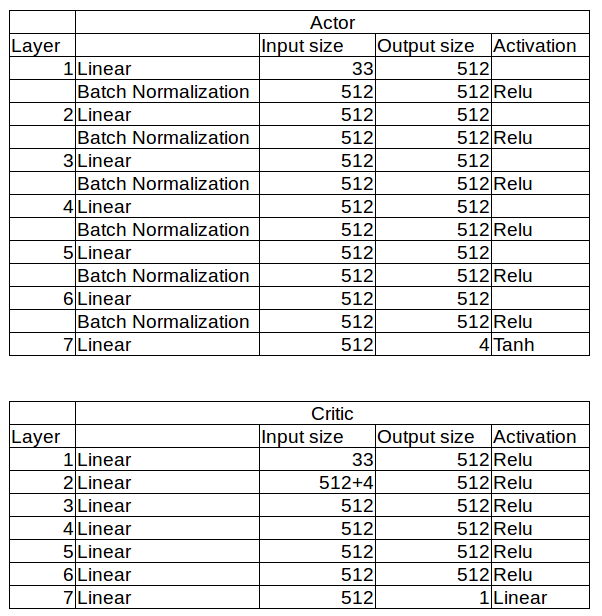 Actor
Layer Input size Output size Activation
1 Linear 33 512
Batch Normalization 512 512 Relu
2 Linear 512 512
Batch Normalization 512 512 Relu
3 Linear 512 512
Batch Normalization 512 512 Relu
4 Linear 512 512
Batch Normalization 512 512 Relu
5 Linear 512 512
Batch Normalization 512 512 Relu
6 Linear 512 512
Batch Normalization 512 512 Relu
7 Linear 512 4 Tanh
Critic
Layer Input size Output size Activation
1 Linear 33 512 Relu
2 Linear 512+4 512 Relu
3 Linear 512 512 Relu
4 Linear 512 512 Relu
5 Linear 512 512 Relu
6 Linear 512 512 Relu
7 Linear 512 1 Linear